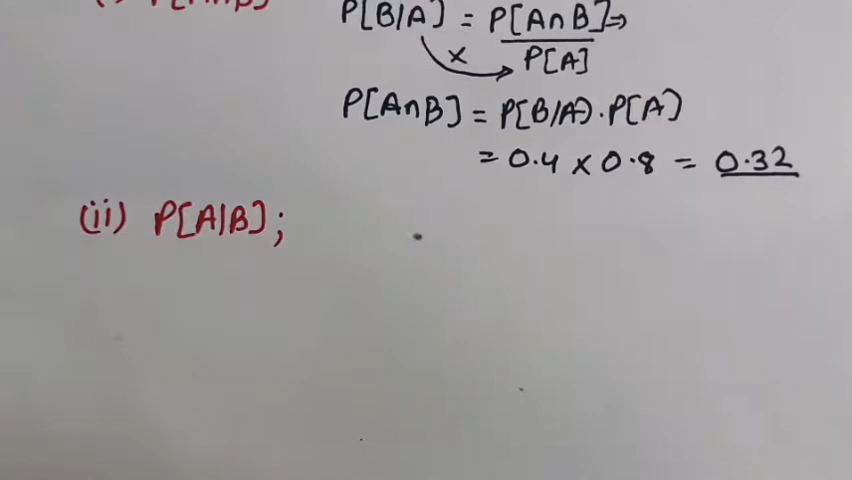 P[B/A] = P[A∩B] ⇒
x P[A]
P[A∩B] = P[B/A] . P[A]
= 0.4 x 0.8 = 0.32
(ii) P[A|B];